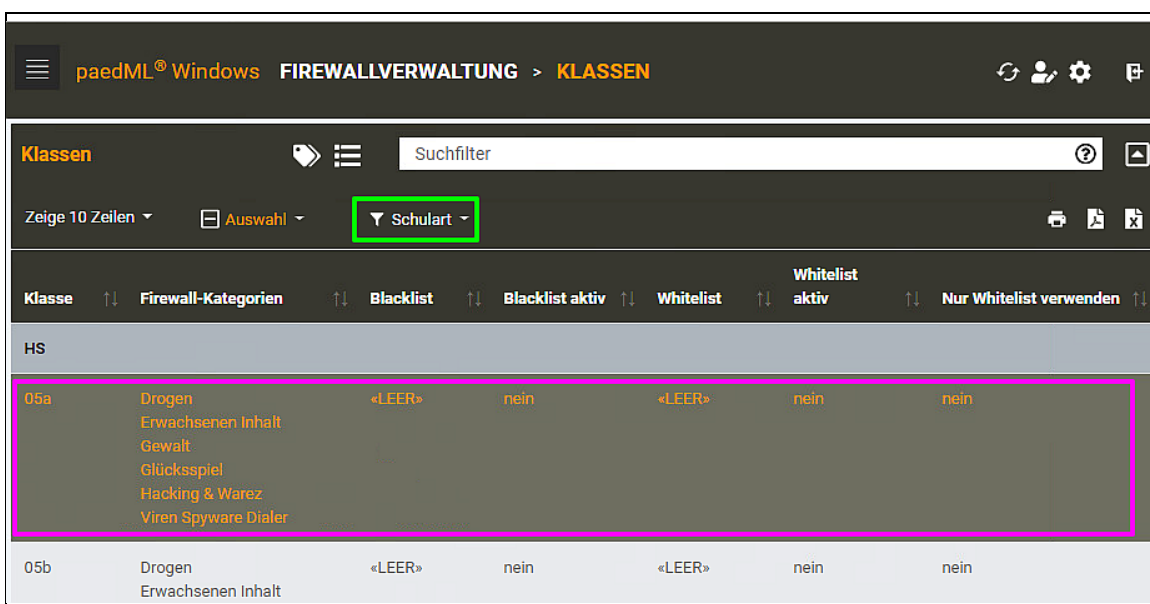 paedML® Windows FIREWALLVERWALTUNG > KLASSEN
Klassen Suchfilter
Zeige 10 Zeilen Auswahl Schulart
Klasse Firewall-Kategorien Blacklist Blacklist aktiv Whitelist Whitelist aktiv Nur Whitelist verwenden
HS
05a Drogen «LEER» nein «LEER» nein nein
Erwachsenen Inhalt
Gewalt
Glücksspiel
Hacking & Warez
Viren Spyware Dialer
05b Drogen «LEER» nein «LEER» nein nein
Erwachsenen Inhalt